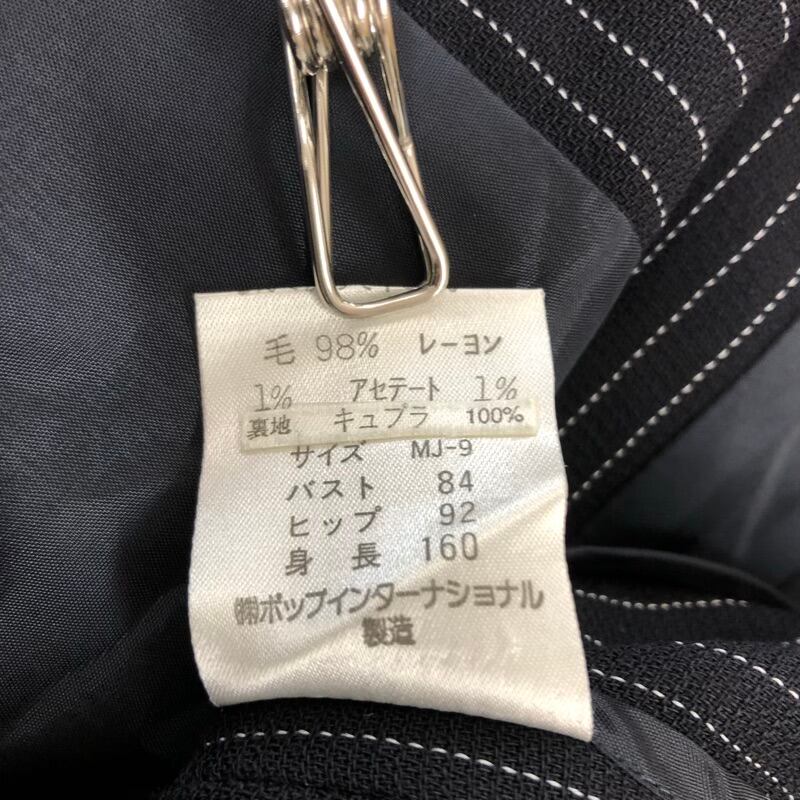 毛 98% レーヨン
1% アセテート 1%
裏地 キュプラ 100%
サイズ MJ-9
バスト 84
ヒップ 92
身長 160
㈱ポップインターナショナル
製造